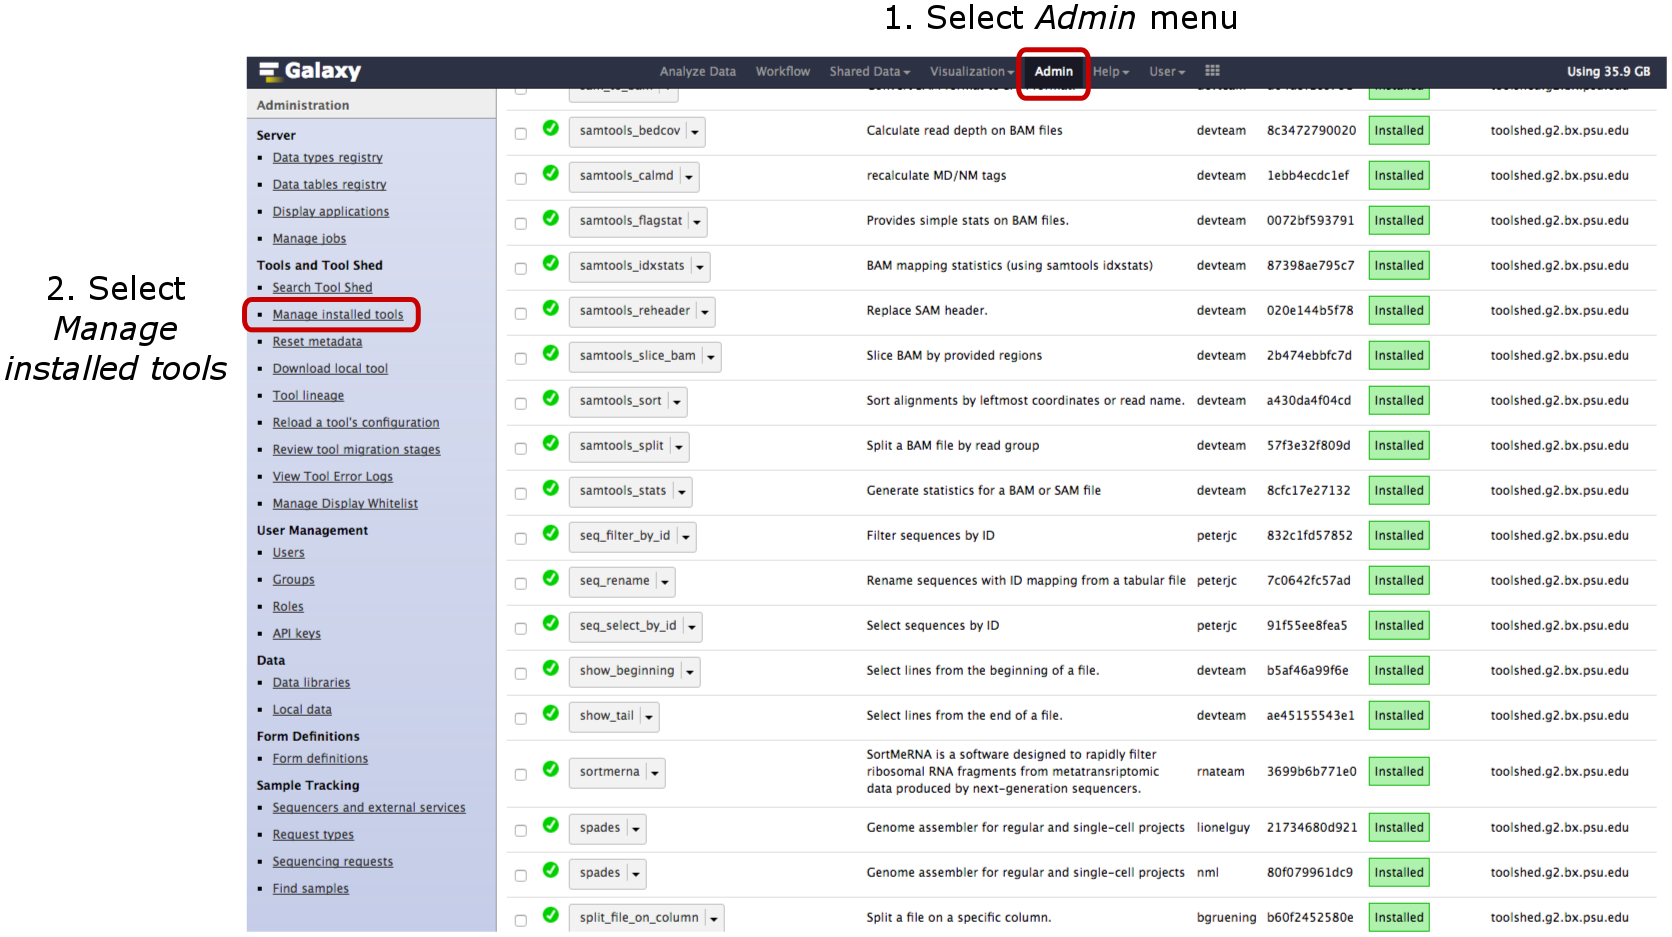 1. Select Admin menu
Galaxy Analyze Data Workflow Shared Data Visualization Admin Help User Using 35.9 GB
2. Select
Manage
installed tools
Administration
Server
Data types registry
Data tables registry
Display applications
Manage jobs
Tools and Tool Shed
Search Tool Shed
Manage installed tools
Reset metadata
Download local tool
Tool lineage
Reload a tool's configuration
Review tool migration stages
View Tool Error Logs
Manage Display Whitelist
User Management
Users
Groups
Roles
API keys
Data
Data libraries
Local data
Form Definitions
Form definitions
Sample Tracking
Sequencers and external services
Request types
Sequencing requests
Find samples
samtools_bedcov Calculate read depth on BAM files devteam 8c3472790020 Installed toolshed.g2.bx.psu.edu
samtools_calmd recalculate MD/NM tags devteam 1ebb4ecdc1ef Installed toolshed.g2.bx.psu.edu
samtools_flagstat Provides simple stats on BAM files. devteam 0072bf593791 Installed toolshed.g2.bx.psu.edu
samtools_idxstats BAM mapping statistics (using samtools idxstats) devteam 87398ae795c7 Installed toolshed.g2.bx.psu.edu
samtools_reheader Replace SAM header. devteam 020e144b5f78 Installed toolshed.g2.bx.psu.edu
samtools_slice_bam Slice BAM by provided regions devteam 2b474ebbfc7d Installed toolshed.g2.bx.psu.edu
samtools_sort Sort alignments by leftmost coordinates or read name. devteam a430da4f04cd Installed toolshed.g2.bx.psu.edu
samtools_split Split a BAM file by read group devteam 57f3e32f809d Installed toolshed.g2.bx.psu.edu
samtools_stats Generate statistics for a BAM or SAM file devteam 8cfc17e27132 Installed toolshed.g2.bx.psu.edu
seq_filter_by_id Filter sequences by ID peterjc 832c1fd57852 Installed toolshed.g2.bx.psu.edu
seq_rename Rename sequences with ID mapping from a tabular file peterjc 7c0642fc57ad Installed toolshed.g2.bx.psu.edu
seq_select_by_id Select sequences by ID peterjc 91f55ee8fea5 Installed toolshed.g2.bx.psu.edu
show_beginning Select lines from the beginning of a file. devteam b5af46a99f6e Installed toolshed.g2.bx.psu.edu
show_tail Select lines from the end of a file. devteam ae45155543e1 Installed toolshed.g2.bx.psu.edu
SortMeRNA is a software designed to rapidly filter
sortmerna ribosomal RNA fragments from metatransriptomic rnateam 3699b6b771e0 Installed toolshed.g2.bx.psu.edu
data produced by next-generation sequencers.
spades Genome assembler for regular and single-cell projects lionelguy 21734680d921 Installed toolshed.g2.bx.psu.edu
spades Genome assembler for regular and single-cell projects nml 80f079961dc9 Installed toolshed.g2.bx.psu.edu
split_file_on_column Split a file on a specific column. bgruening b60f2452580e Installed toolshed.g2.bx.psu.edu